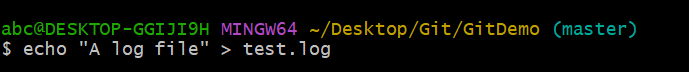 abc@DESKTOP-GGIJI9H MINGW64 ~/Desktop/Git/GitDemo (master)
$ echo "A log file" > test.log